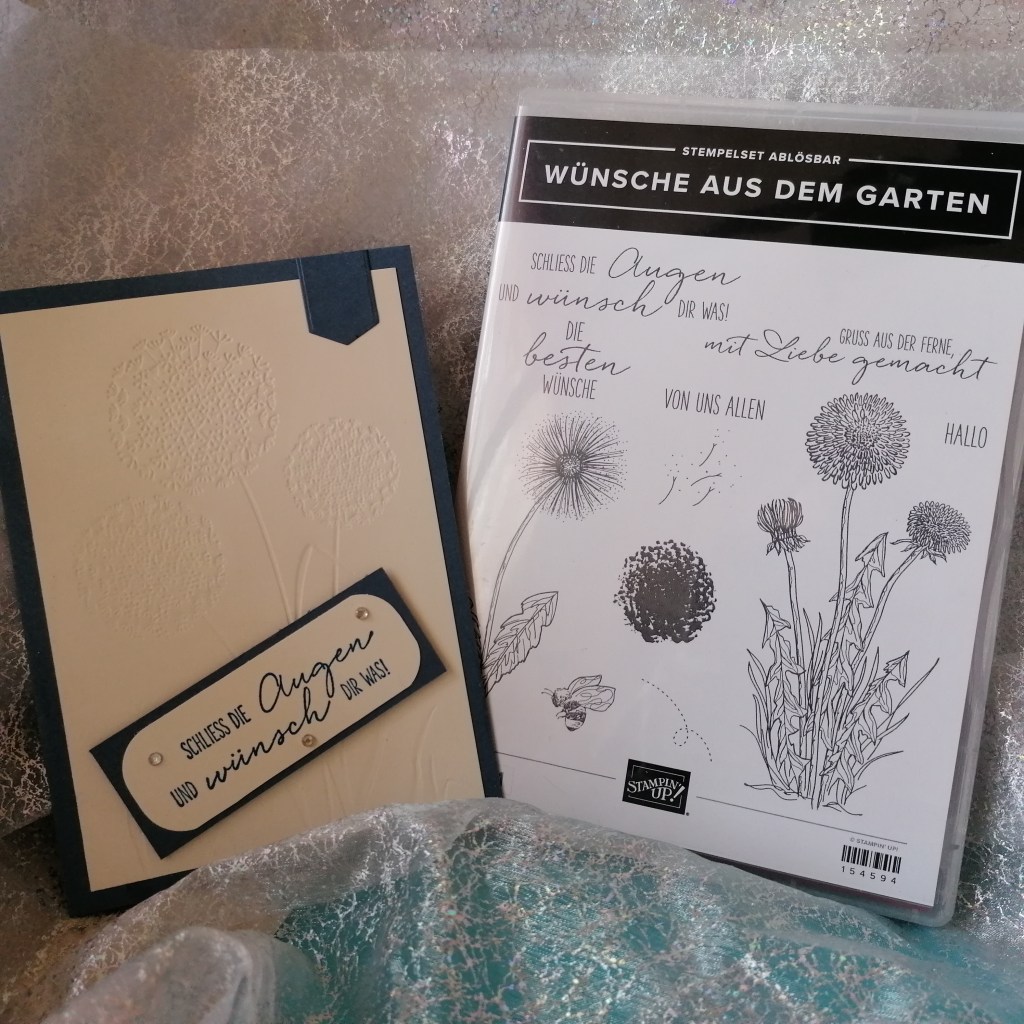 STEMPELSET ABLÖSBAR
WÜNSCHE AUS DEM GARTEN
SCHLIESS DIE Augen
UND wünsch DIR WAS!
DIE
besten
WÜNSCHE
GRUSS AUS DER FERNE,
mit Liebe gemacht
VON UNS ALLEN
HALLO
STAMPIN'
UP!®
© STAMPIN' UP!
154594
SCHLIESS DIE Augen
UND wünsch DIR WAS!